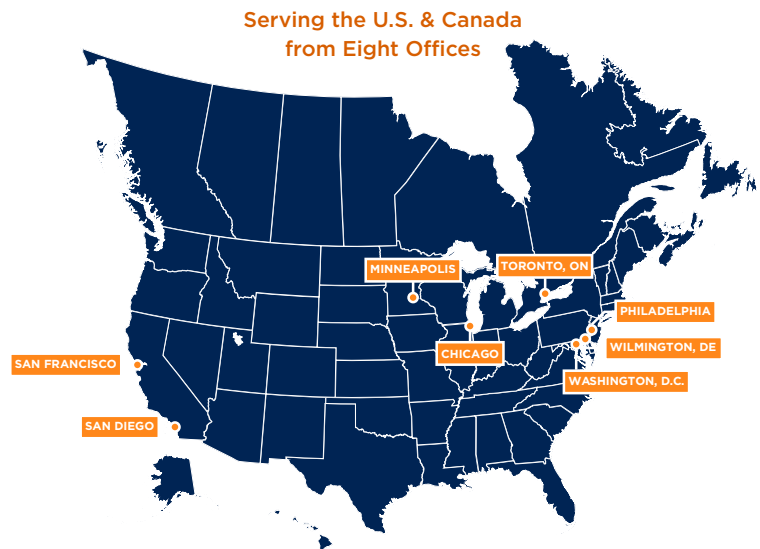 Serving the U.S. & Canada
from Eight Offices
MINNEAPOLIS
TORONTO, ON
PHILADELPHIA
WILMINGTON, DE
CHICAGO
SAN FRANCISCO
WASHINGTON, D.C.
SAN DIEGO